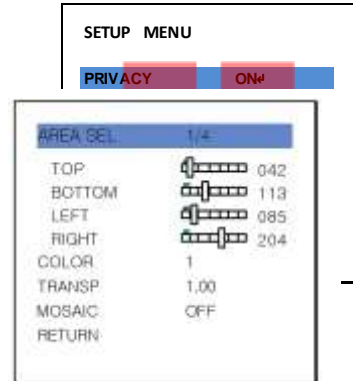 SETUP MENU
PRIVACY ON↵
AREA SEL 1/4
TOP 042
BOTTOM 113
LEFT 085
RIGHT 204
COLOR 1
TRANSP 1.00
MOSAIC OFF
RETURN